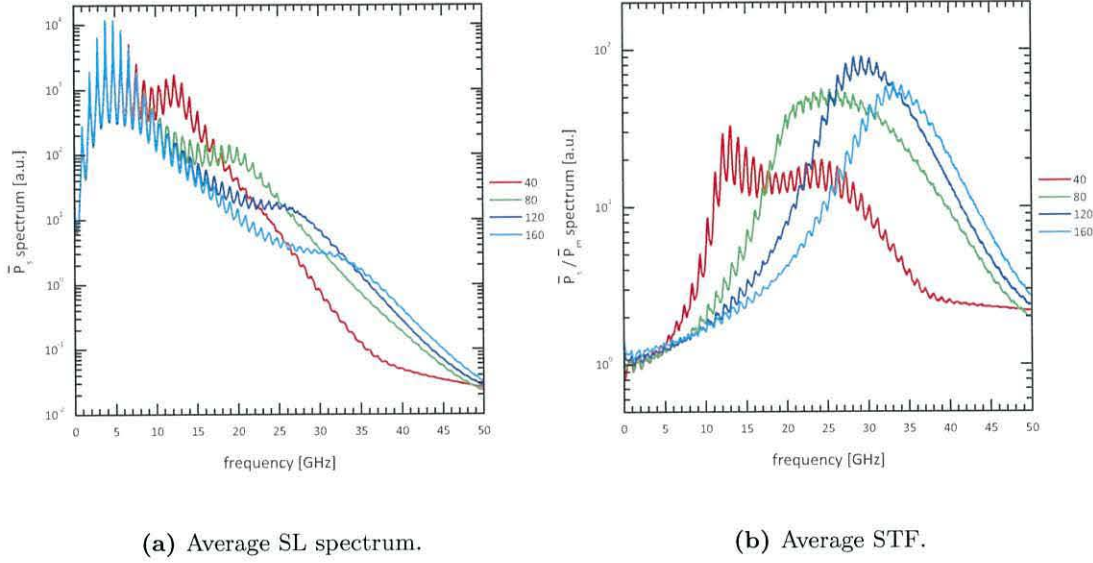 P̄ₛ spectrum [a.u.]
10⁴
10³
10²
10¹
10⁰
10⁻¹
10⁻²
0 5 10 15 20 25 30 35 40 45 50
frequency [GHz]
40
80
120
160
(a) Average SL spectrum.
P̄ₛ / P̄ₘ spectrum [a.u.]
10²
10¹
10⁰
0 5 10 15 20 25 30 35 40 45 50
frequency [GHz]
40
80
120
160
(b) Average STF.